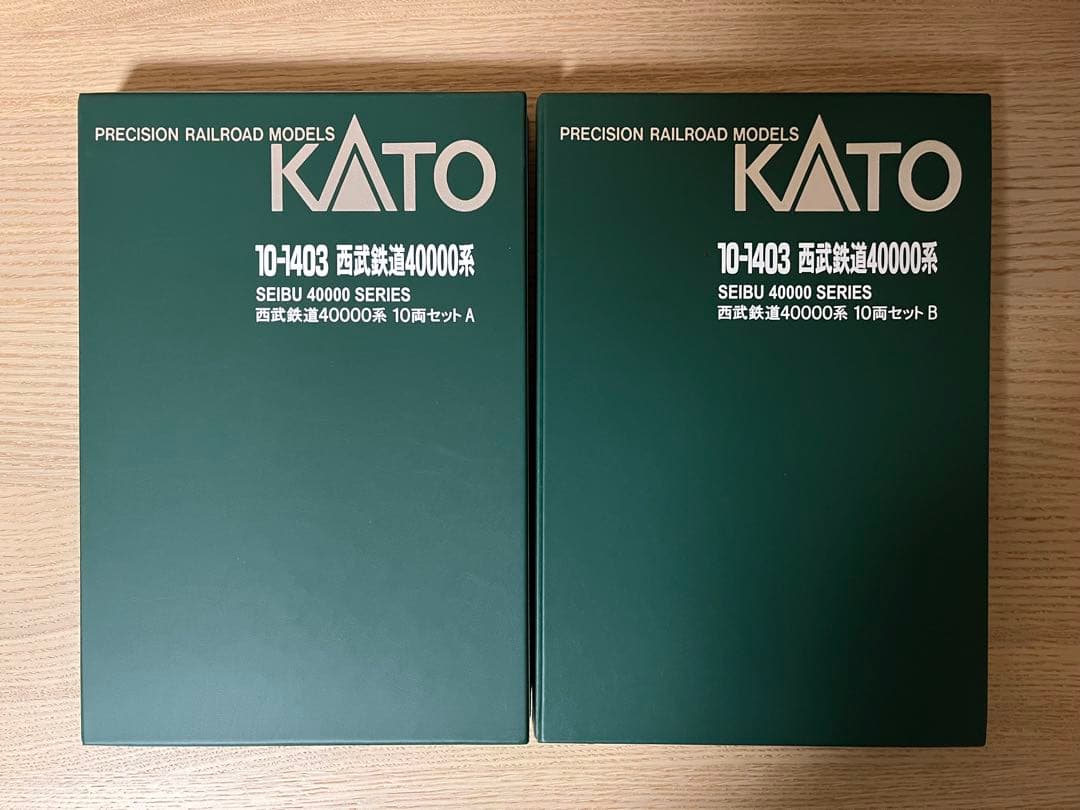 PRECISION RAILROAD MODELS
KATO
10-1403 西武鉄道40000系
SEIBU 40000 SERIES
西武鉄道40000系 10両セット A
PRECISION RAILROAD MODELS
KATO
10-1403 西武鉄道40000系
SEIBU 40000 SERIES
西武鉄道40000系 10両セット B